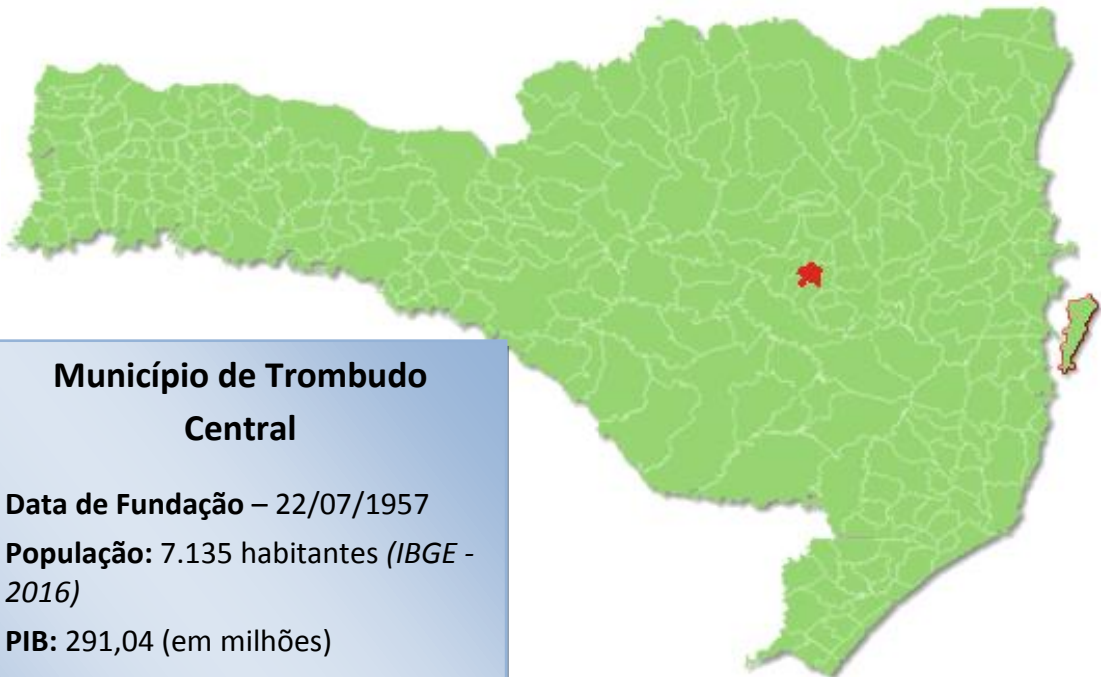 Município de Trombudo
Central
Data de Fundação – 22/07/1957
População: 7.135 habitantes (IBGE -
2016)
PIB: 291,04 (em milhões)